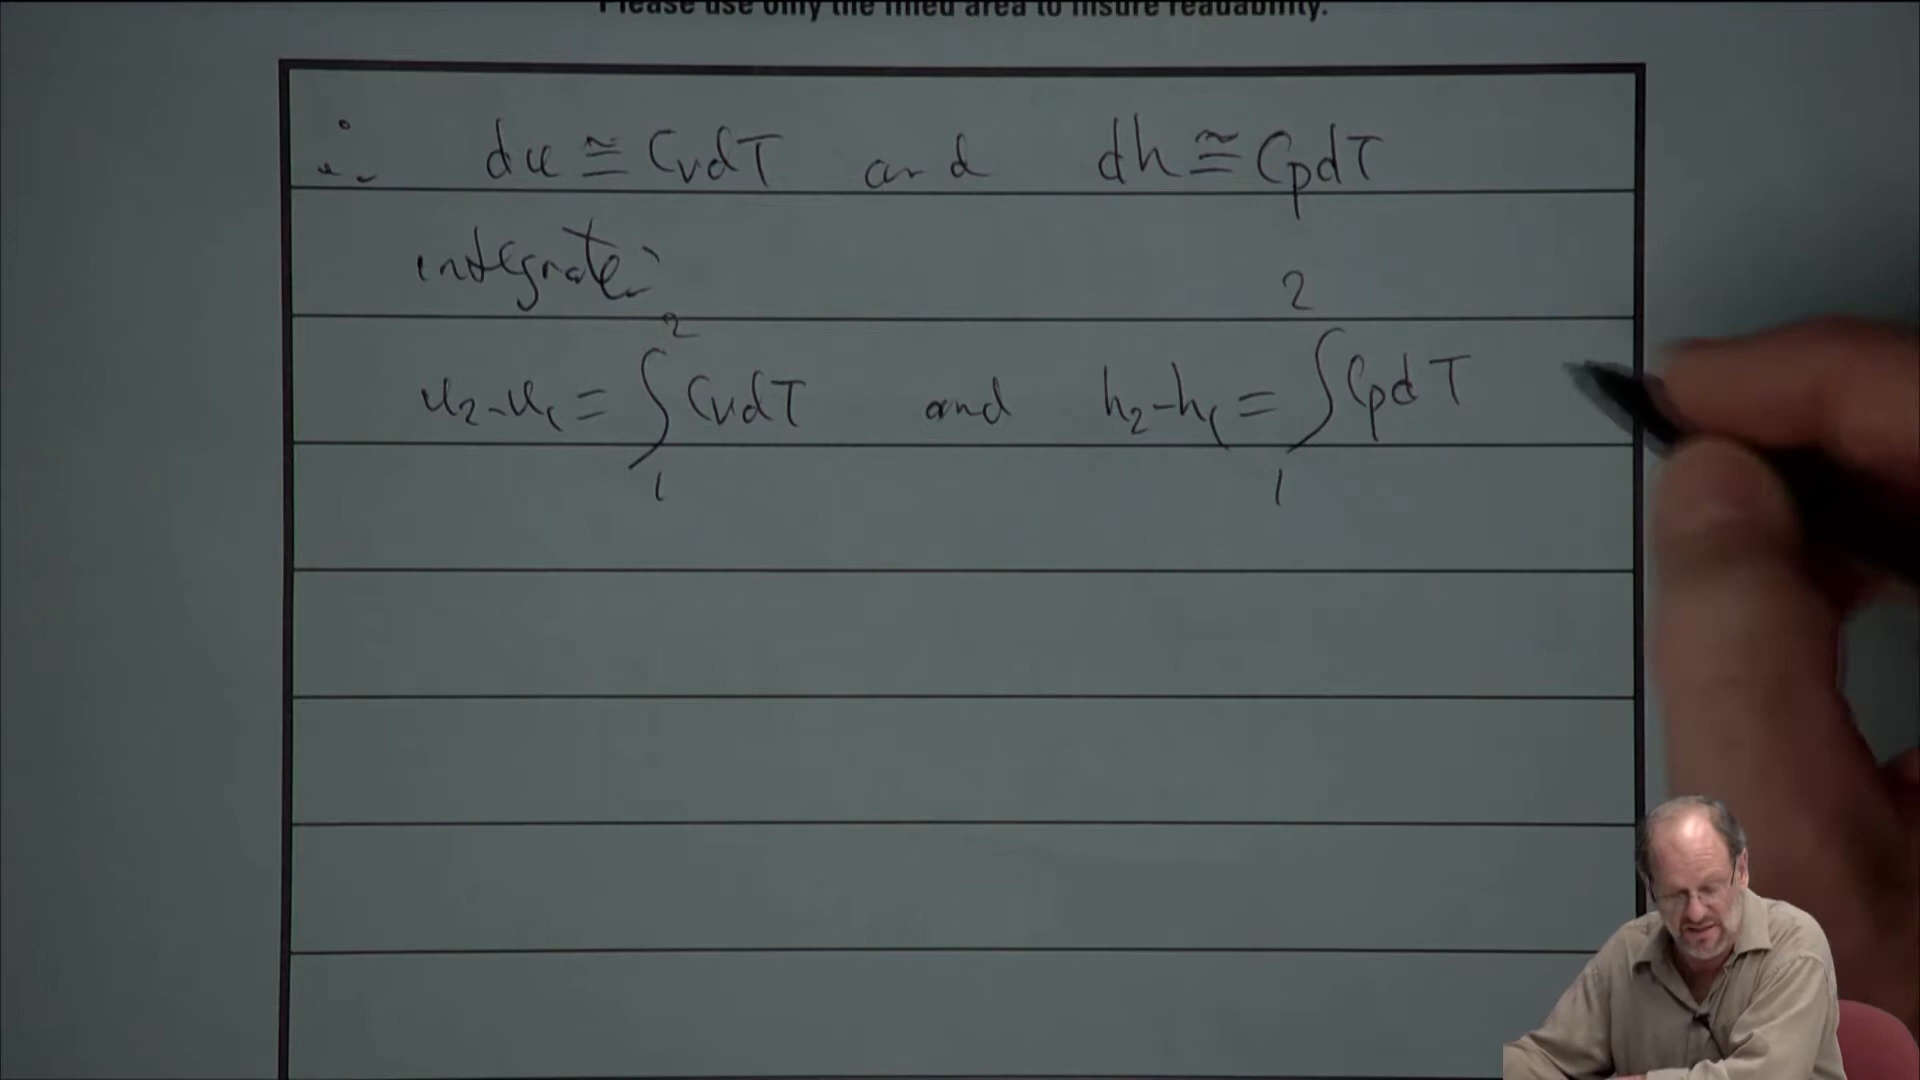 Please use only the lined area to insure readability.
∴ du ≅ CvdT and dh ≅ CpdT
integrate:
u₂-u₁ = ∫₁² CvdT and h₂-h₁ = ∫₁² CpdT